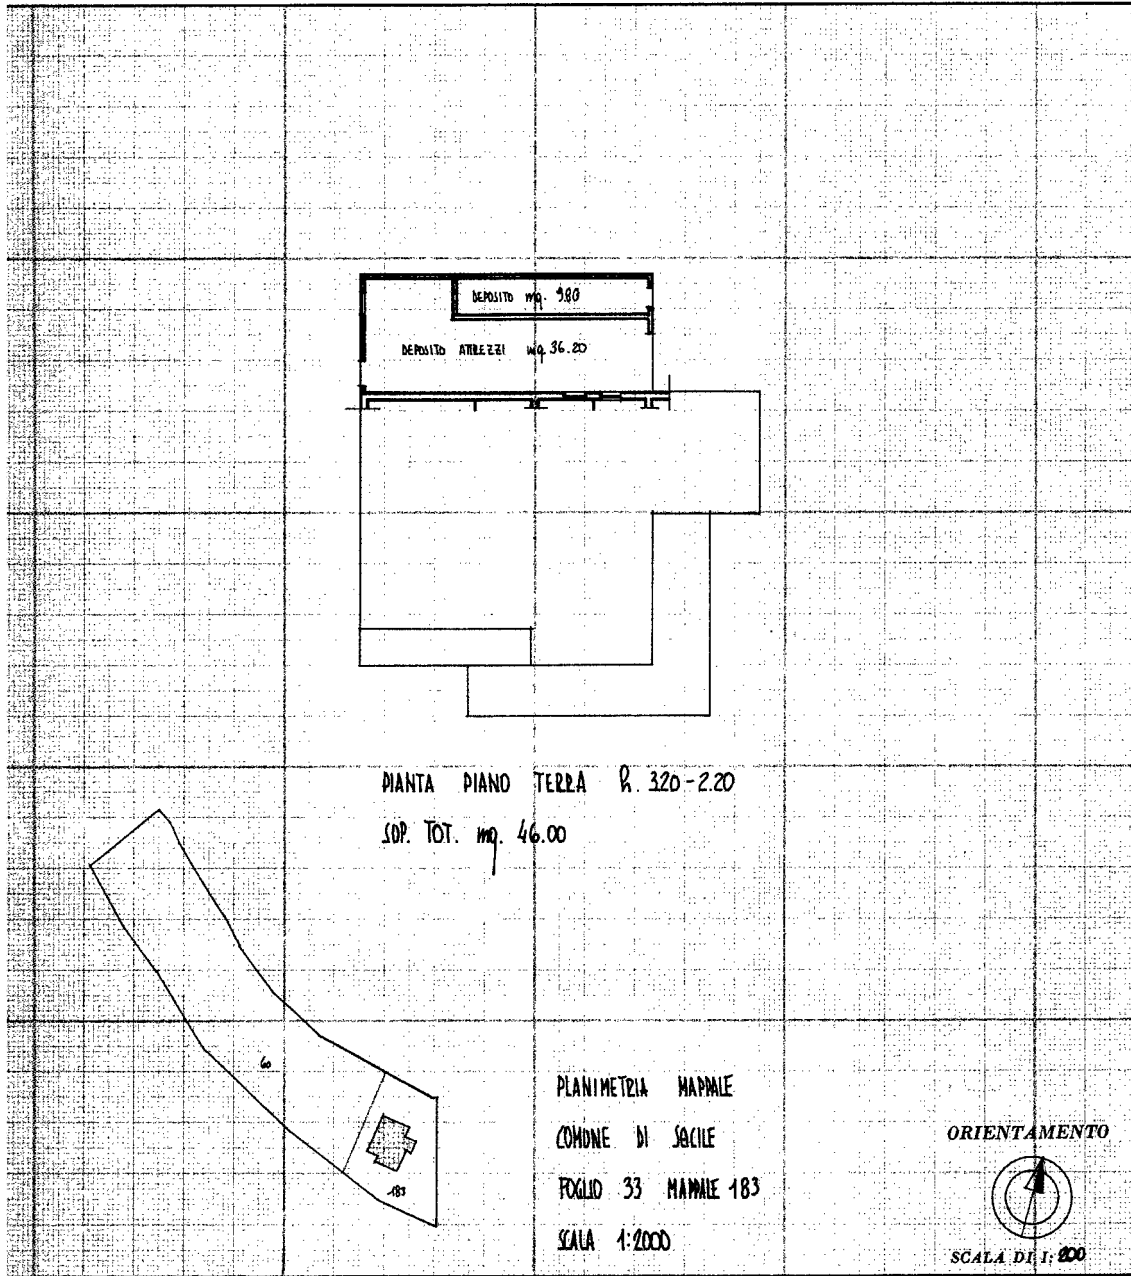 DEPOSITO mq. 9.80
DEPOSITO ATTREZZI mq. 36.20
PIANTA PIANO TERRA h. 3.20-2.20
SUP. TOT. mq. 46.00
60
183
PLANIMETRIA MAPPALE
COMUNE DI SACILE
FOGLIO 33 MAPPALE 183
SCALA 1:2000
ORIENTAMENTO
SCALA DI 1: 200